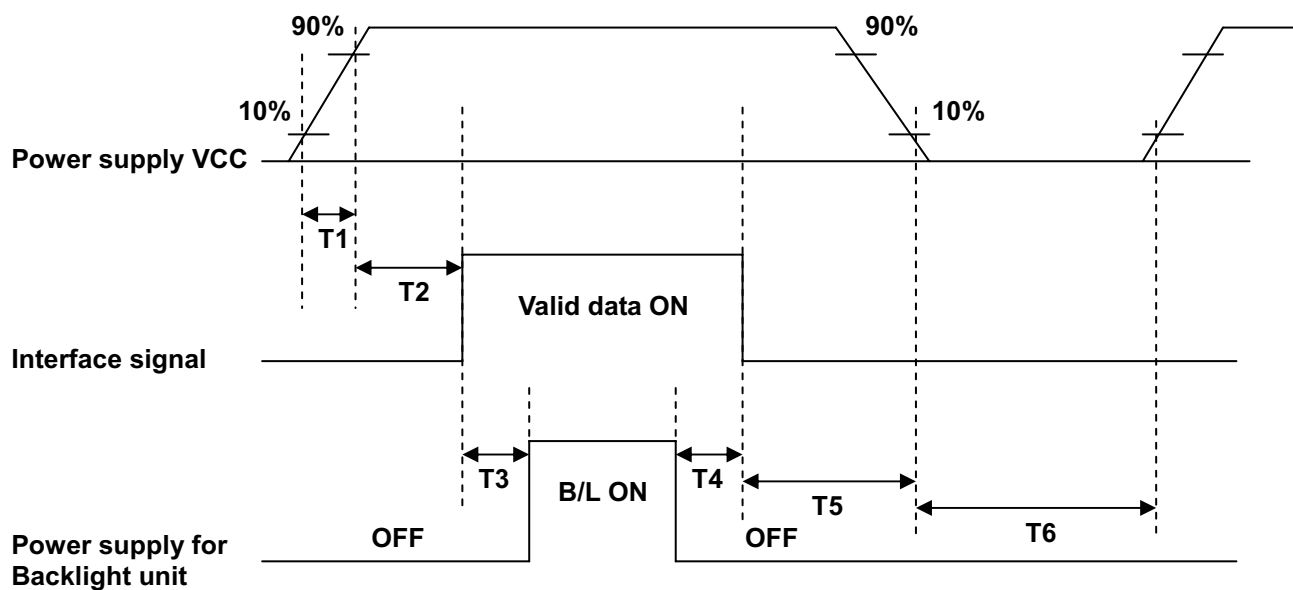 90%
90%
10%
10%
Power supply VCC
T1
T2
Valid data ON
Interface signal
T3
B/L ON
T4
T5
T6
OFF
OFF
Power supply for
Backlight unit